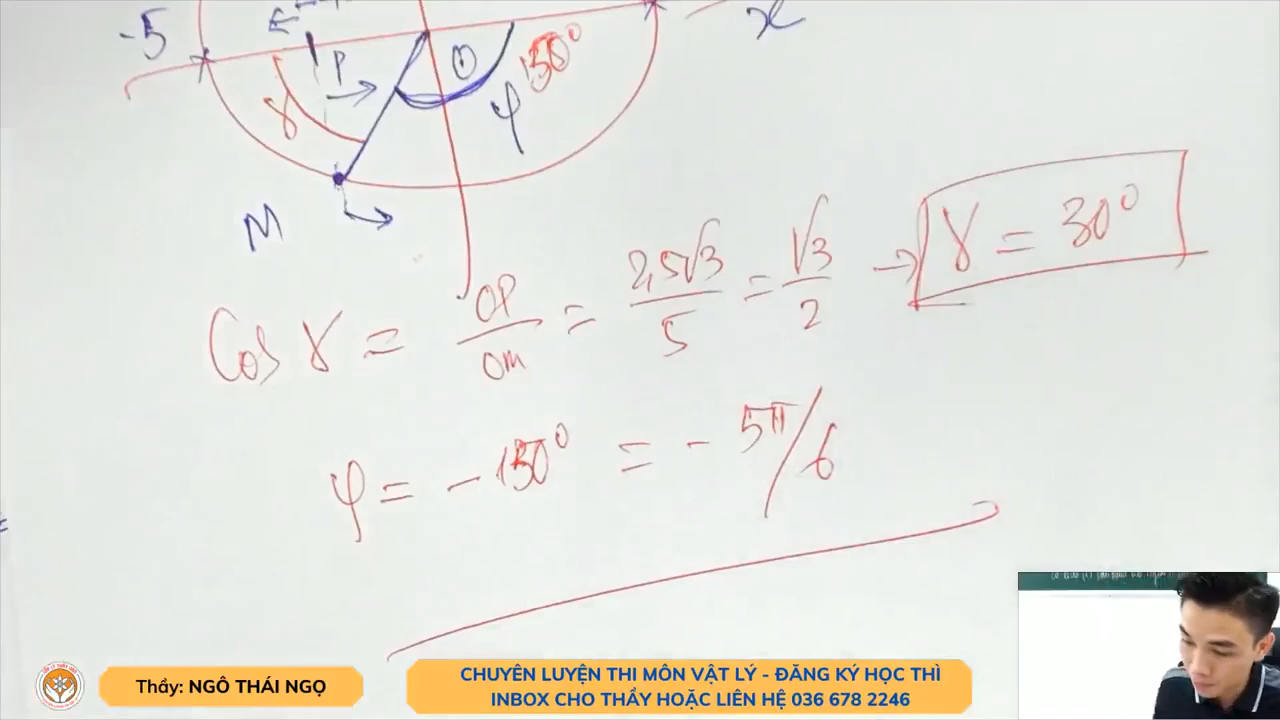 -5
P
O
x
150°
γ
φ
M
Cos γ = OP/OM = 2,5√3/5 = √3/2 → γ = 30°
φ = - 150° = - 5π/6
Thầy: NGÔ THÁI NGỌ
CHUYÊN LUYỆN THI MÔN VẬT LÝ - ĐĂNG KÝ HỌC THÌ
INBOX CHO THẦY HOẶC LIÊN HỆ 036 678 2246